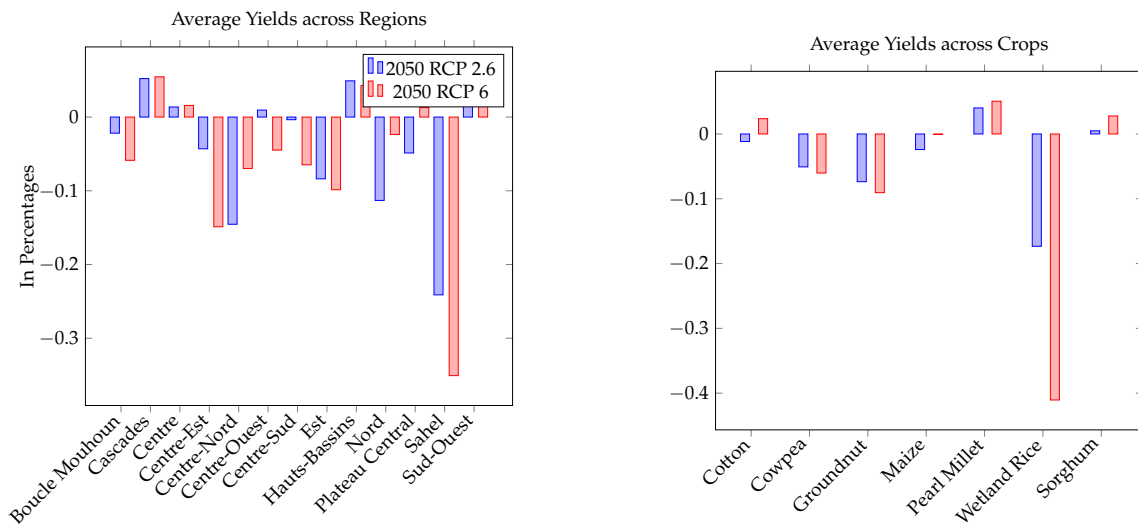 Average Yields across Regions
2050 RCP 2.6
2050 RCP 6
In Percentages
0
−0.1
−0.2
−0.3
Boucle Mouhoun
Cascades
Centre
Centre-Est
Centre-Nord
Centre-Ouest
Centre-Sud
Est
Hauts-Bassins
Nord
Plateau Central
Sahel
Sud-Ouest
Average Yields across Crops
0
−0.1
−0.2
−0.3
−0.4
Cotton
Cowpea
Groundnut
Maize
Pearl Millet
Wetland Rice
Sorghum